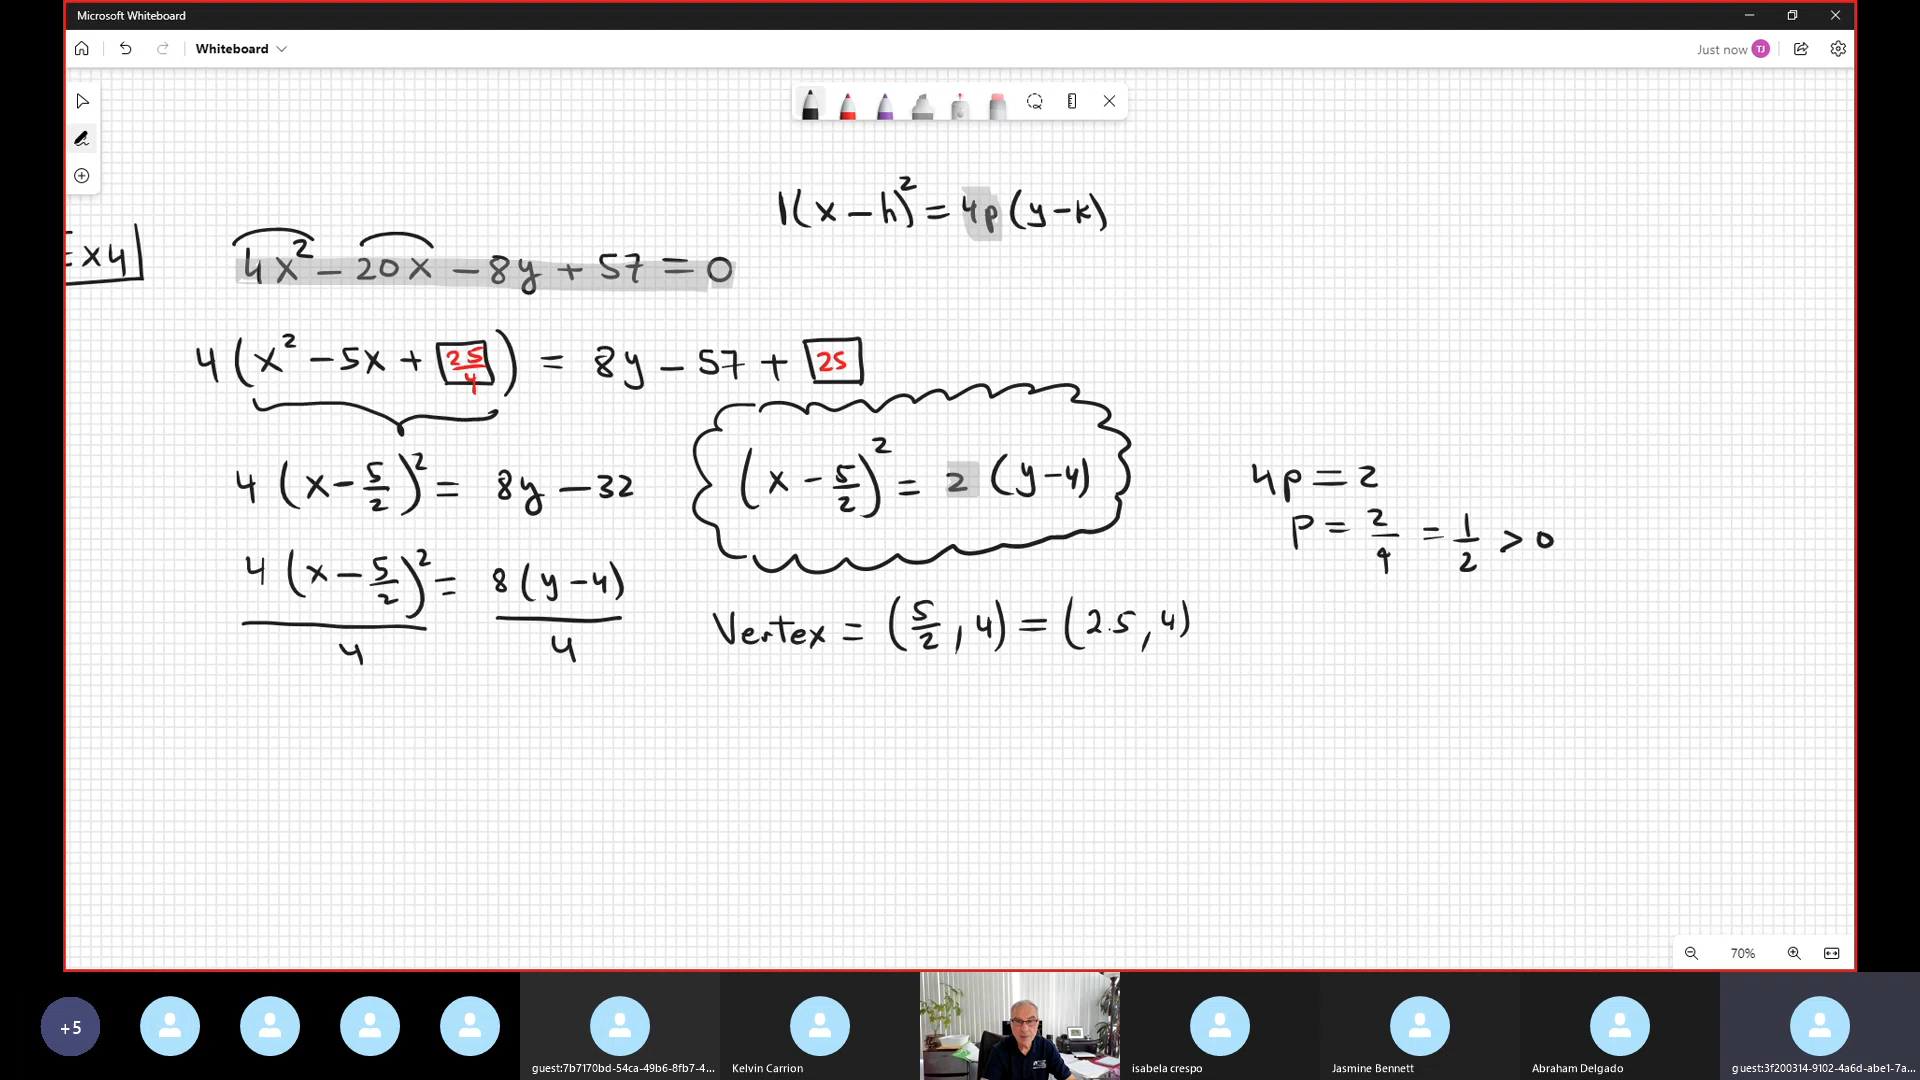 Microsoft Whiteboard
Whiteboard
Just now TJ
1(x-h)² = 4p(y-k)
= x4
4x² - 20x - 8y + 57 = 0
4(x² - 5x + 25/4) = 8y - 57 + 25
4(x - 5/2)² = 8y - 32
(x - 5/2)² = 2(y-4)
4p = 2
P = 2/4 = 1/2 > 0
4(x - 5/2)²/4 = 8(y-4)/4
Vertex = (5/2, 4) = (2.5, 4)
70%
+5
guest:7b7170bd-54ca-49b6-8fb7-4...
Kelvin Carrion
isabela crespo
Jasmine Bennett
Abraham Delgado
guest:3f200314-9102-4a6d-abe1-7a...